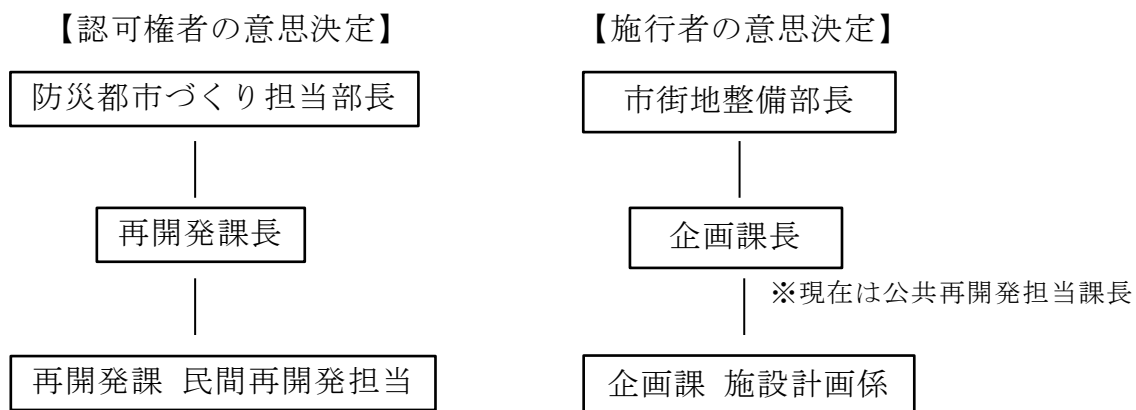 【認可権者の意思決定】
防災都市づくり担当部長
再開発課長
再開発課 民間再開発担当
【施行者の意思決定】
市街地整備部長
企画課長
※現在は公共再開発担当課長
企画課 施設計画係